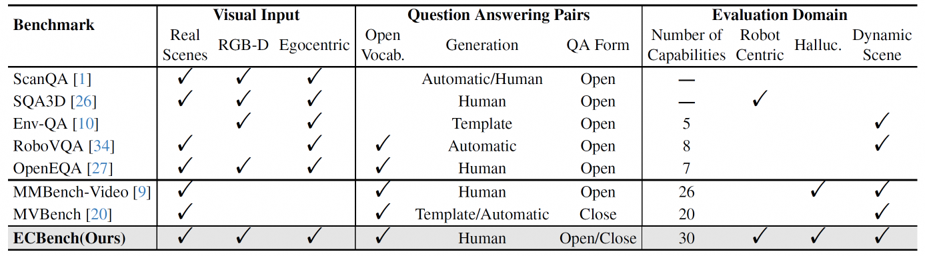 Benchmark Visual Input Question Answering Pairs Evaluation Domain
Real Scenes RGB-D Egocentric Open Vocab. Generation QA Form Number of Capabilities Robot Centric Halluc. Dynamic Scene
ScanQA [1] ✓ ✓ ✓ Automatic/Human Open —
SQA3D [26] ✓ ✓ ✓ Human Open — ✓
Env-QA [10] ✓ ✓ Template Open 5 ✓
RoboVQA [34] ✓ ✓ ✓ Automatic Open 8 ✓
OpenEQA [27] ✓ ✓ ✓ ✓ Human Open 7
MMBench-Video [9] ✓ ✓ Human Open 26 ✓ ✓
MVBench [20] ✓ ✓ Template/Automatic Close 20 ✓
ECBench(Ours) ✓ ✓ ✓ ✓ Human Open/Close 30 ✓ ✓ ✓